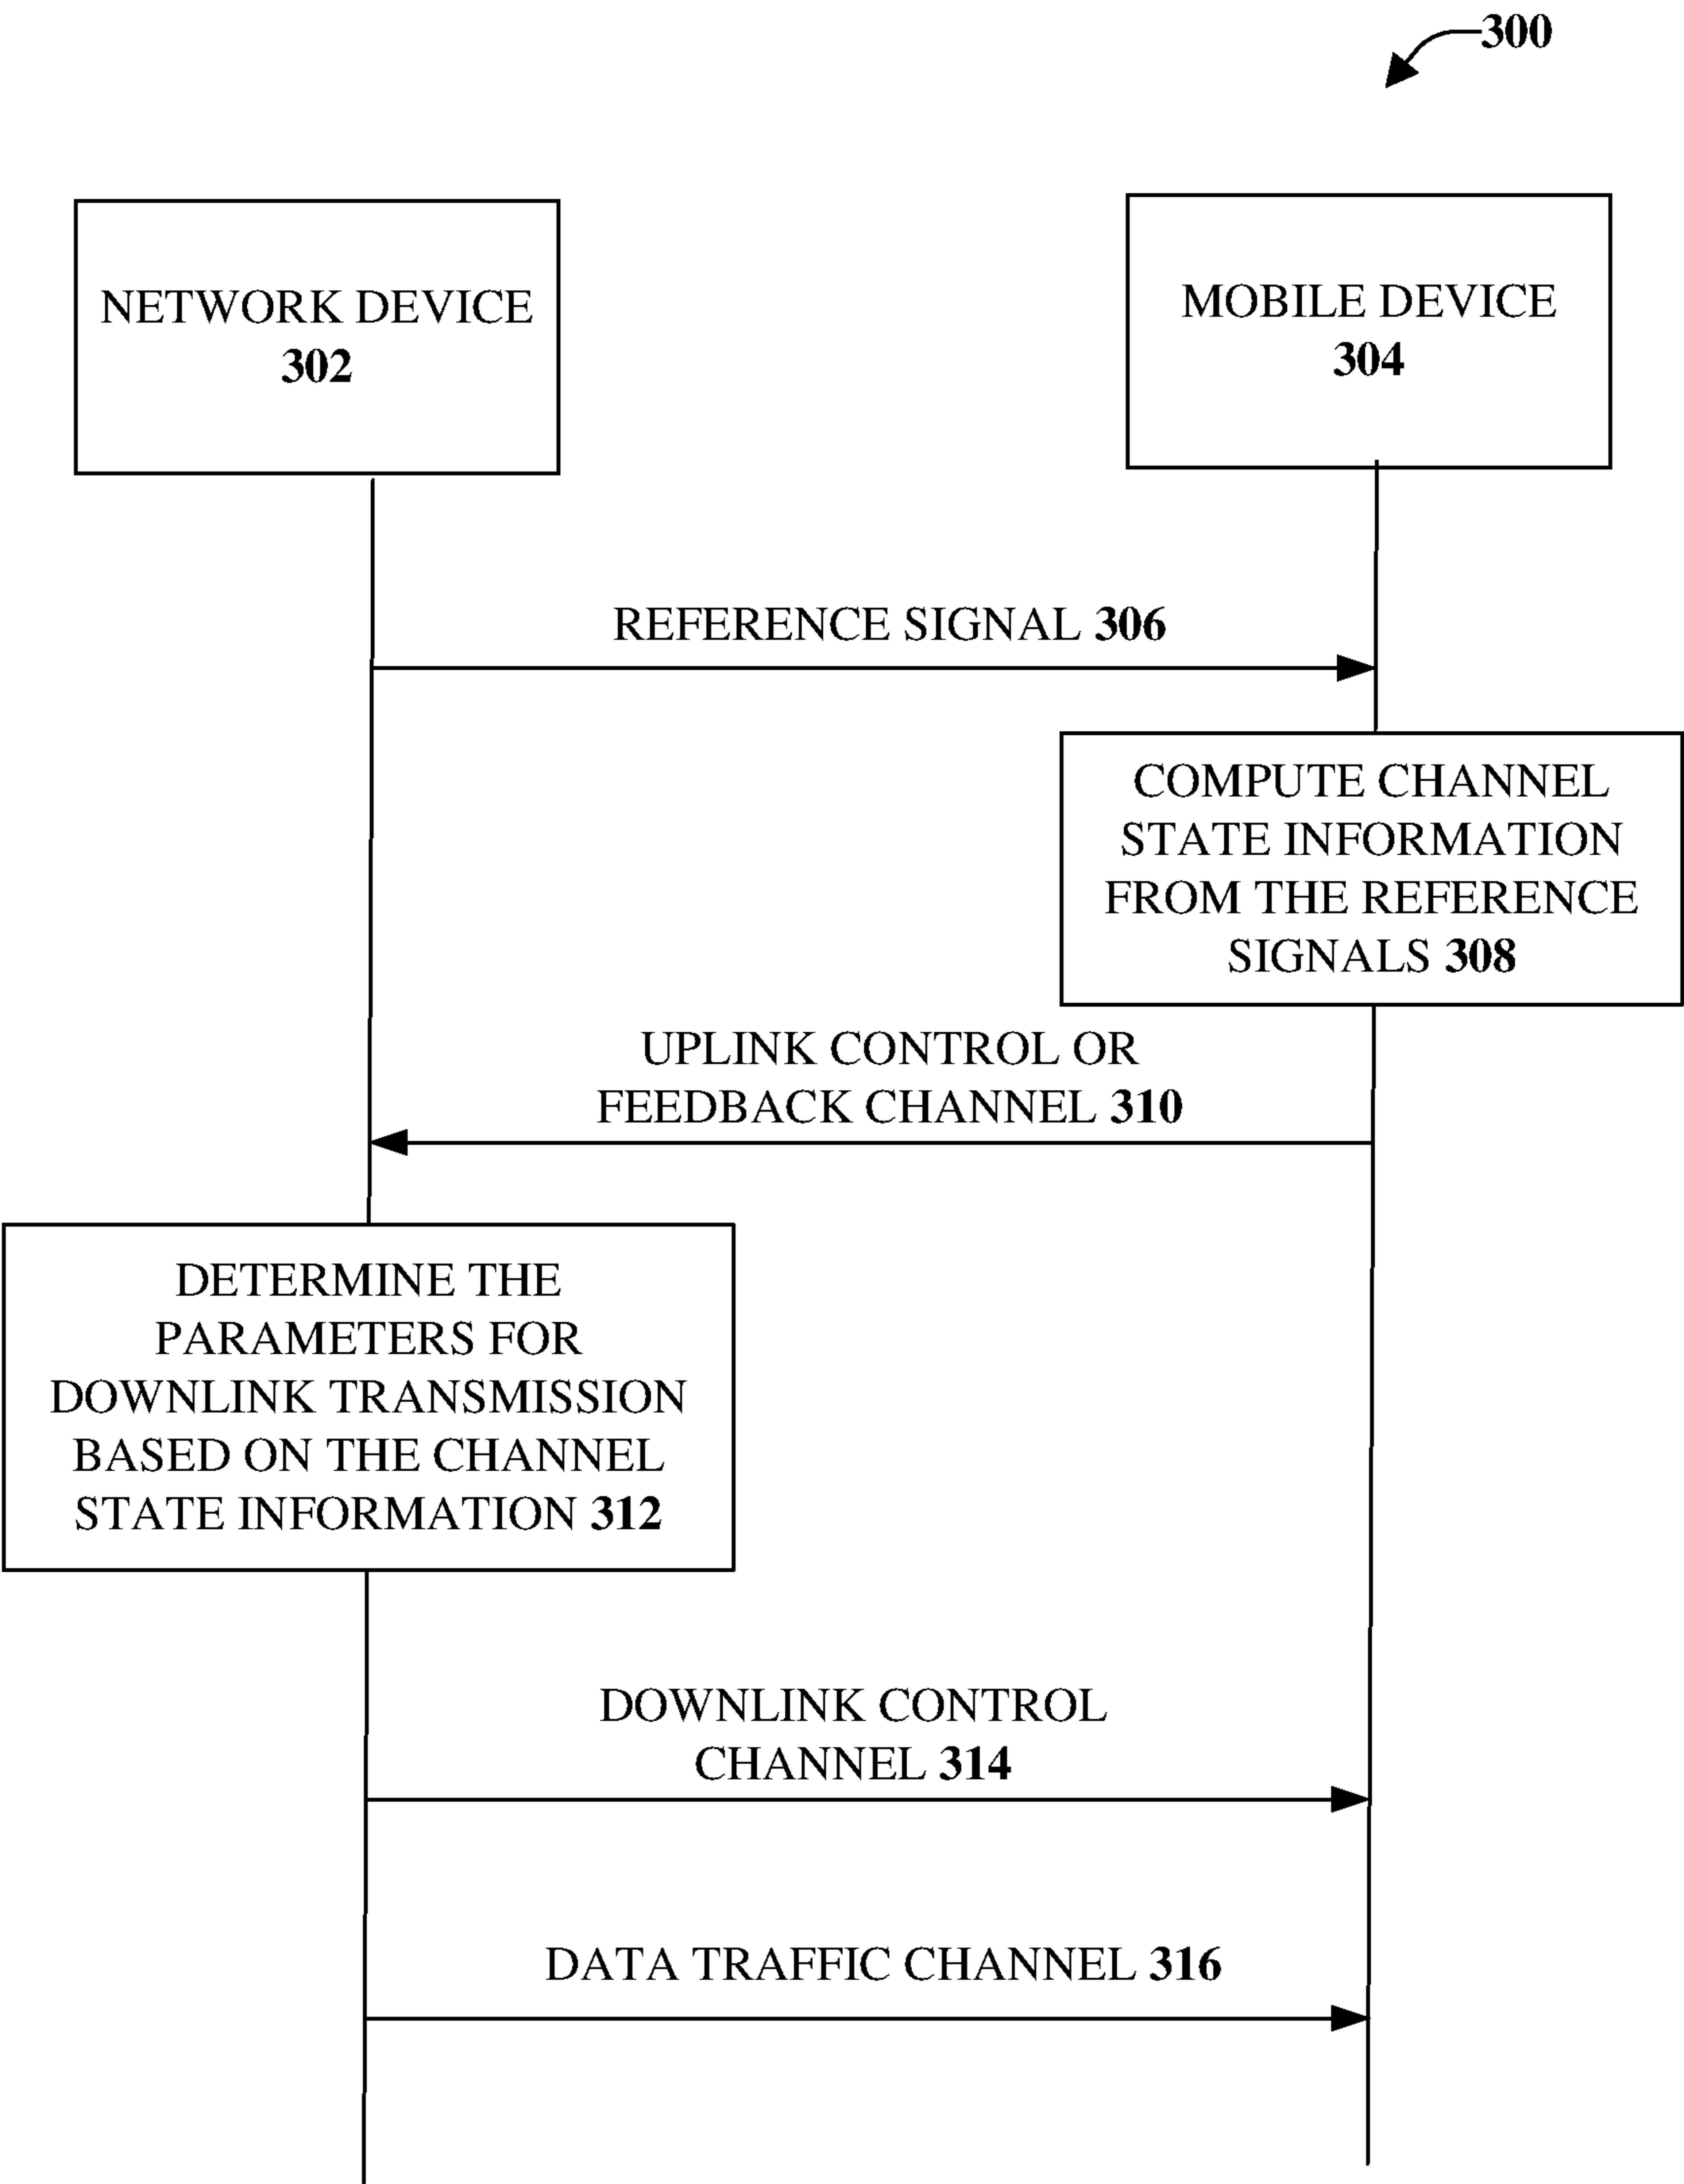 300
NETWORK DEVICE
302
MOBILE DEVICE
304
REFERENCE SIGNAL 306
COMPUTE CHANNEL
STATE INFORMATION
FROM THE REFERENCE
SIGNALS 308
UPLINK CONTROL OR
FEEDBACK CHANNEL 310
DETERMINE THE
PARAMETERS FOR
DOWNLINK TRANSMISSION
BASED ON THE CHANNEL
STATE INFORMATION 312
DOWNLINK CONTROL
CHANNEL 314
DATA TRAFFIC CHANNEL 316